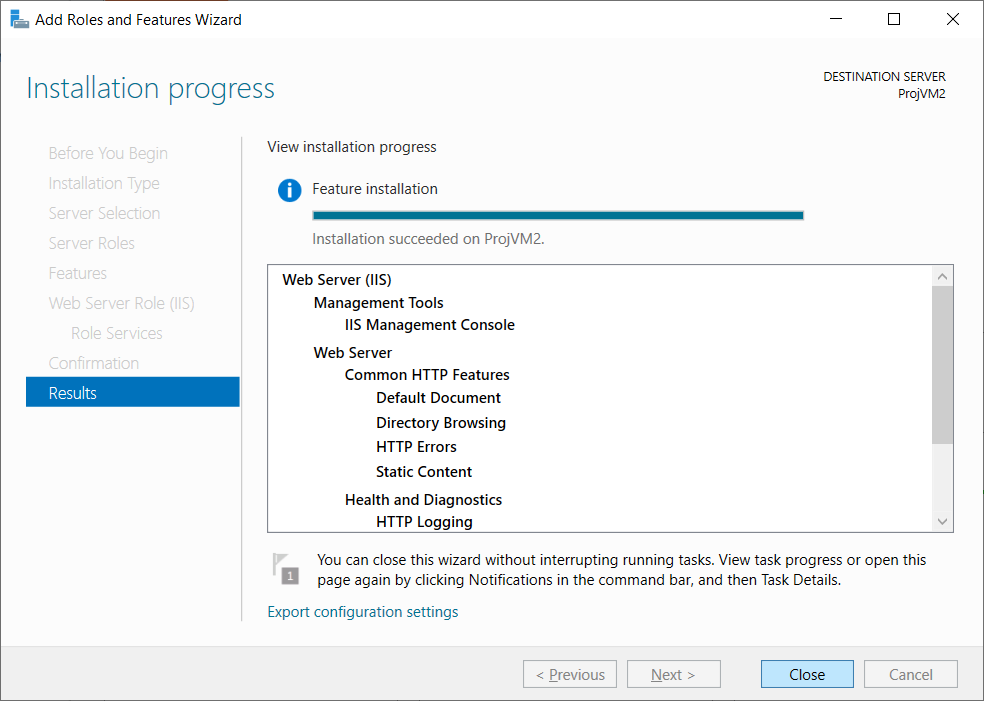 Add Roles and Features Wizard
Installation progress
DESTINATION SERVER
ProjVM2
Before You Begin
Installation Type
Server Selection
Server Roles
Features
Web Server Role (IIS)
Role Services
Confirmation
Results
View installation progress
Feature installation
Installation succeeded on ProjVM2.
Web Server (IIS)
Management Tools
IIS Management Console
Web Server
Common HTTP Features
Default Document
Directory Browsing
HTTP Errors
Static Content
Health and Diagnostics
HTTP Logging
1
You can close this wizard without interrupting running tasks. View task progress or open this
page again by clicking Notifications in the command bar, and then Task Details.
Export configuration settings
< Previous
Next >
Close
Cancel